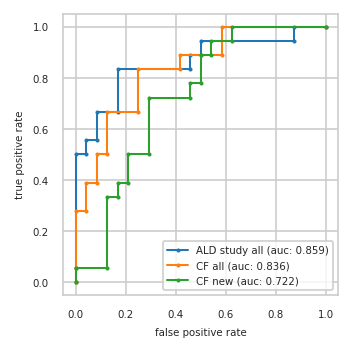 1.0
0.8
0.6
0.4
0.2
0.0
true positive rate
ALD study all (auc: 0.859)
CF all (auc: 0.836)
CF new (auc: 0.722)
0.0 0.2 0.4 0.6 0.8 1.0
false positive rate